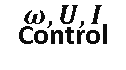 ω, U, I
Control